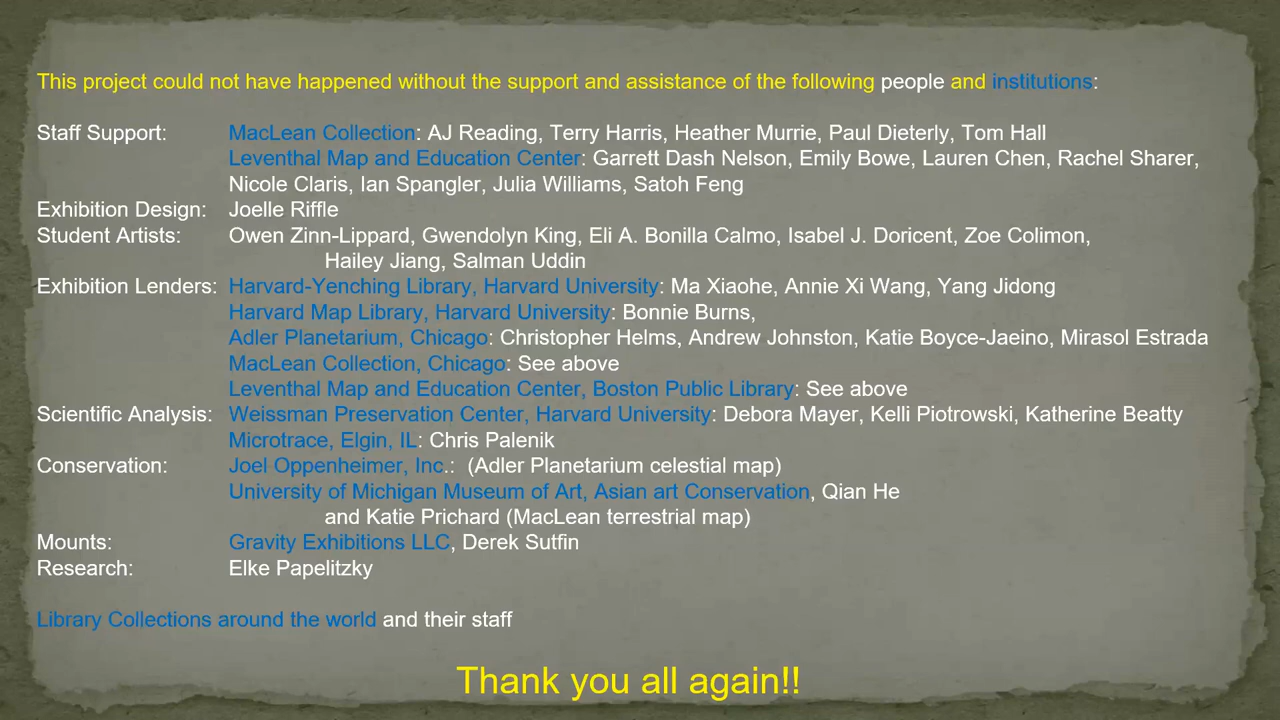 This project could not have happened without the support and assistance of the following people and institutions:
Staff Support: MacLean Collection: AJ Reading, Terry Harris, Heather Murrie, Paul Dieterly, Tom Hall
Leventhal Map and Education Center: Garrett Dash Nelson, Emily Bowe, Lauren Chen, Rachel Sharer,
Nicole Claris, Ian Spangler, Julia Williams, Satoh Feng
Exhibition Design: Joelle Riffle
Student Artists: Owen Zinn-Lippard, Gwendolyn King, Eli A. Bonilla Calmo, Isabel J. Doricent, Zoe Colimon,
Hailey Jiang, Salman Uddin
Exhibition Lenders: Harvard-Yenching Library, Harvard University: Ma Xiaohe, Annie Xi Wang, Yang Jidong
Harvard Map Library, Harvard University: Bonnie Burns,
Adler Planetarium, Chicago: Christopher Helms, Andrew Johnston, Katie Boyce-Jaeino, Mirasol Estrada
MacLean Collection, Chicago: See above
Leventhal Map and Education Center, Boston Public Library: See above
Scientific Analysis: Weissman Preservation Center, Harvard University: Debora Mayer, Kelli Piotrowski, Katherine Beatty
Microtrace, Elgin, IL: Chris Palenik
Conservation: Joel Oppenheimer, Inc.: (Adler Planetarium celestial map)
University of Michigan Museum of Art, Asian art Conservation, Qian He
and Katie Prichard (MacLean terrestrial map)
Mounts: Gravity Exhibitions LLC, Derek Sutfin
Research: Elke Papelitzky
Library Collections around the world and their staff
Thank you all again!!